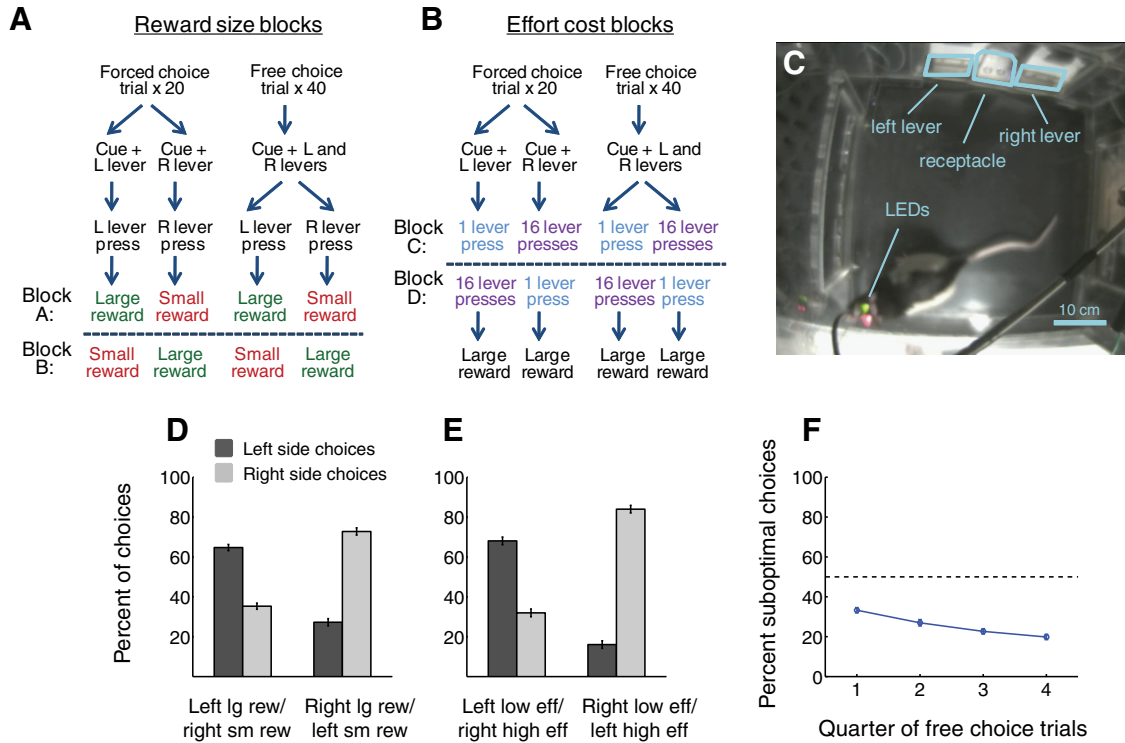 A
Reward size blocks
Forced choice
trial x 20
Free choice
trial x 40
Cue +
L lever
Cue +
R lever
Cue + L and
R levers
L lever
press
R lever
press
L lever
press
R lever
press
Block
A:
Large
reward
Small
reward
Large
reward
Small
reward
Block
B:
Small
reward
Large
reward
Small
reward
Large
reward
B
Effort cost blocks
Forced choice
trial x 20
Free choice
trial x 40
Cue +
L lever
Cue +
R lever
Cue + L and
R levers
Block
C:
1 lever
press
16 lever
presses
1 lever
press
16 lever
presses
Block
D:
16 lever
presses
1 lever
press
16 lever
presses
1 lever
press
Large
reward
Large
reward
Large
reward
Large
reward
C
left lever
right lever
receptacle
LEDs
10 cm
D
Left side choices
Right side choices
Percent of choices
100
80
60
40
20
Left lg rew/
right sm rew
Right lg rew/
left sm rew
E
100
80
60
40
20
Left low eff/
right high eff
Right low eff/
left high eff
F
Percent suboptimal choices
100
80
60
40
20
0
1 2 3 4
Quarter of free choice trials